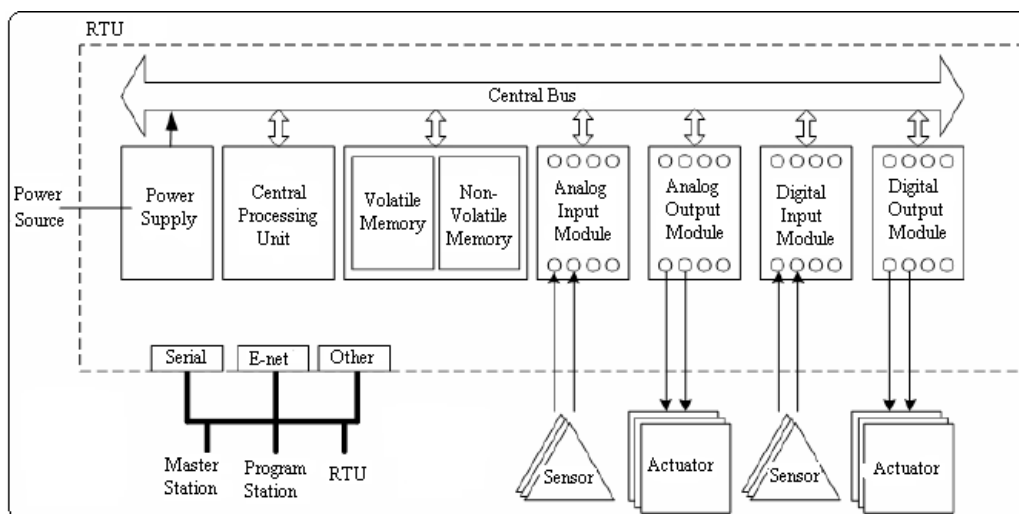 RTU
Central Bus
Power
Source
Power
Supply
Central
Processing
Unit
Volatile
Memory
Non-
Volatile
Memory
Analog
Input
Module
Analog
Output
Module
Digital
Input
Module
Digital
Output
Module
Serial
E-net
Other
Master
Station
Program
Station
RTU
Sensor
Actuator
Sensor
Actuator